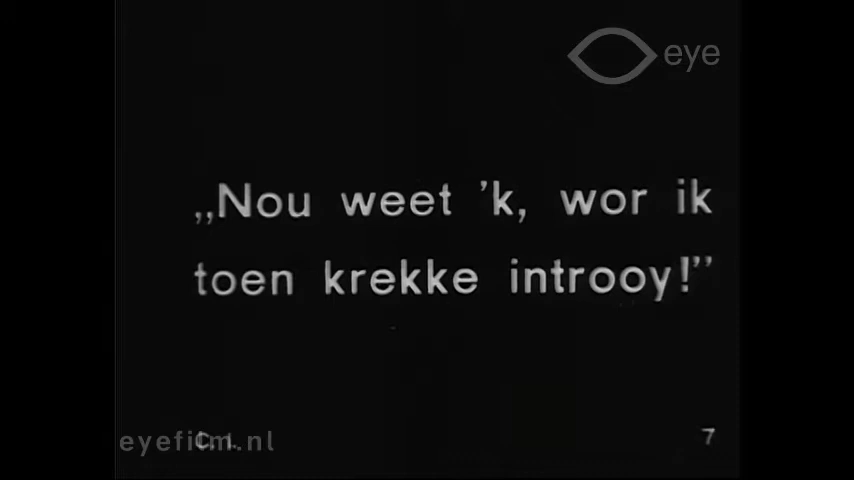 eye
„Nou weet 'k, wor ik
toen krekke introoy!”
eyefilm.nl
7